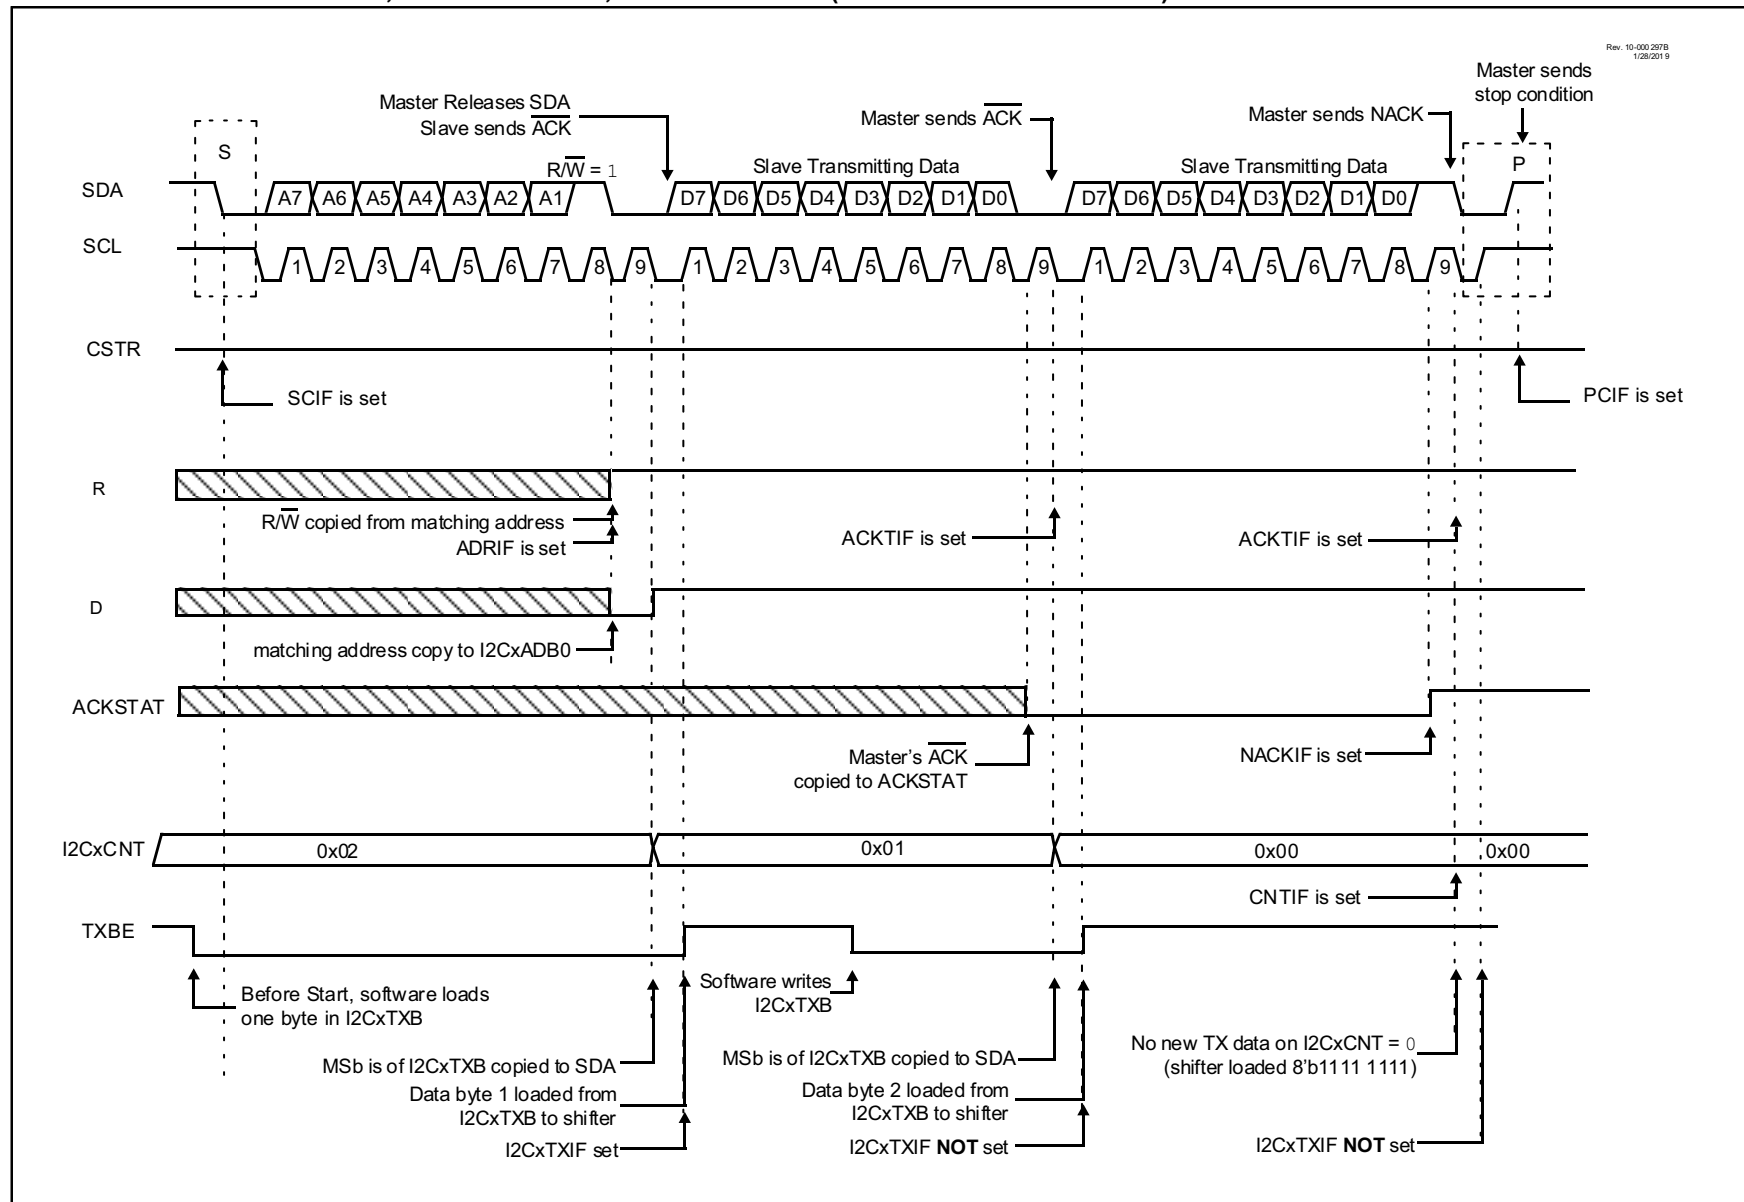 Rev. 10-000 297B
1/28/2019
Master sends
stop condition
Master Releases SDA
Slave sends ACK
Master sends ACK
Master sends NACK
S
R/W = 1
Slave Transmitting Data
Slave Transmitting Data
P
SDA
A7 A6 A5 A4 A3 A2 A1
D7 D6 D5 D4 D3 D2 D1 D0
D7 D6 D5 D4 D3 D2 D1 D0
SCL
1 2 3 4 5 6 7 8 9
1 2 3 4 5 6 7 8 9
1 2 3 4 5 6 7 8 9
CSTR
SCIF is set
PCIF is set
R
R/W copied from matching address
ADRIF is set
ACKTIF is set
ACKTIF is set
D
matching address copy to I2CxADB0
ACKSTAT
Master's ACK
copied to ACKSTAT
NACKIF is set
I2CxCNT
0x02
0x01
0x00
0x00
CNTIF is set
TXBE
Before Start, software loads
one byte in I2CxTXB
Software writes
I2CxTXB
MSb is of I2CxTXB copied to SDA
Data byte 1 loaded from
I2CxTXB to shifter
I2CxTXIF set
MSb is of I2CxTXB copied to SDA
Data byte 2 loaded from
I2CxTXB to shifter
I2CxTXIF NOT set
No new TX data on I2CxCNT = 0
(shifter loaded 8'b1111 1111)
I2CxTXIF NOT set